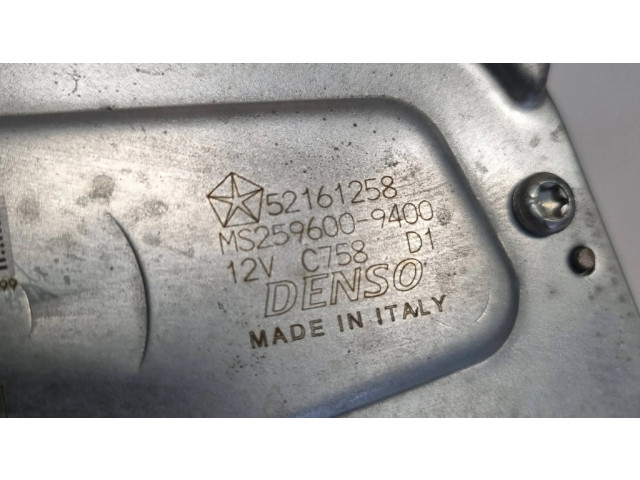 52161258
MS259600-9400
12V C758 D1
DENSO
MADE IN ITALY